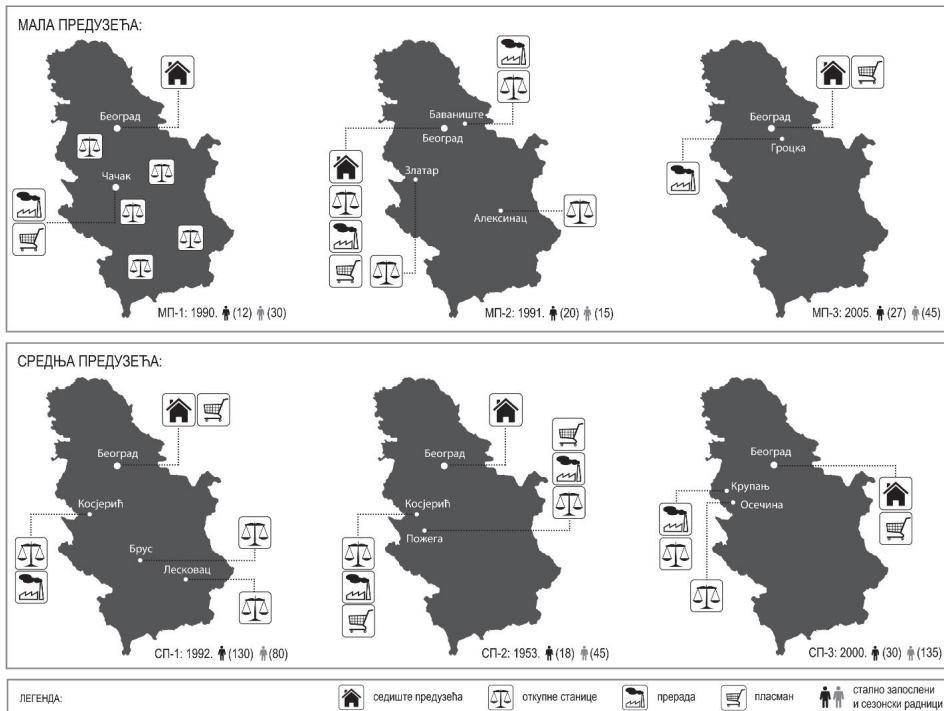 МАЛА ПРЕДУЗЕЋА:
Београд
Чачак
МП-1: 1990. (12) (30)
Баваниште
Београд
Златар
Алексинац
МП-2: 1991. (20) (15)
Београд
Гроцка
МП-3: 2005. (27) (45)
СРЕДЊА ПРЕДУЗЕЋА:
Београд
Косјерић
Брус
Лесковац
СП-1: 1992. (130) (80)
Београд
Косјерић
Пожега
СП-2: 1953. (18) (45)
Београд
Крупањ
Осечина
СП-3: 2000. (30) (135)
ЛЕГЕНДА:
седиште предузећа
откупне станице
прерада
пласман
стално запослени
и сезонски радници